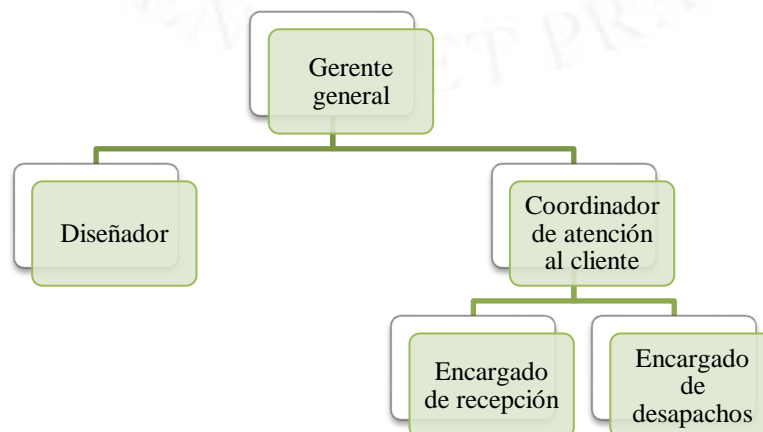 Gerente
general
Diseñador
Coordinador
de atención
al cliente
Encargado
de recepción
Encargado
de
desapachos